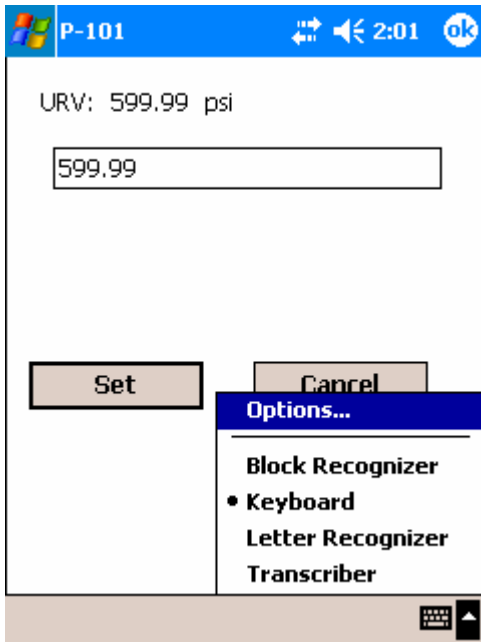 P-101 2:01 ok
URV: 599.99 psi
599.99
Set Cancel
Options...
Block Recognizer
• Keyboard
Letter Recognizer
Transcriber